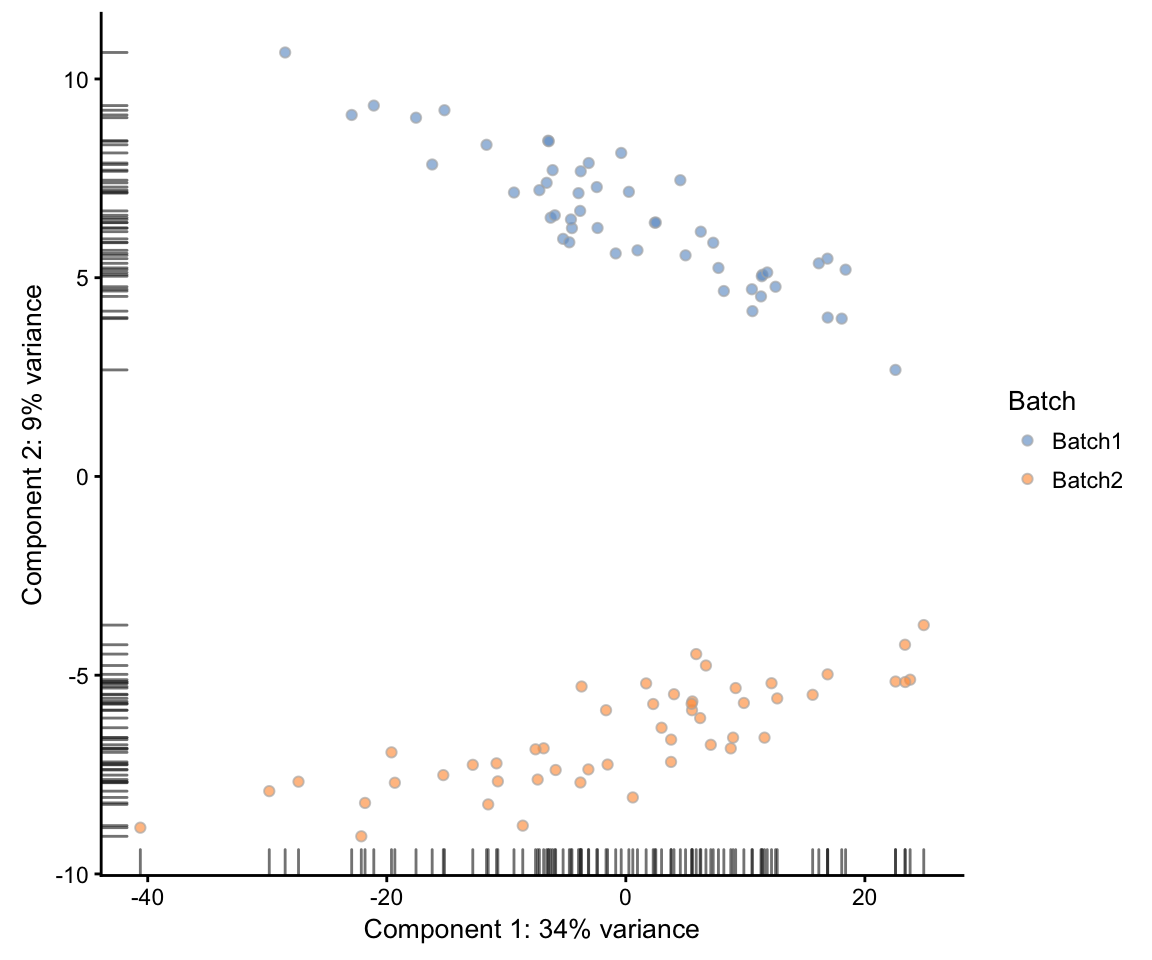 10
5
0
-5
-10
Component 2: 9% variance
-40
-20
0
20
Component 1: 34% variance
Batch
Batch1
Batch2